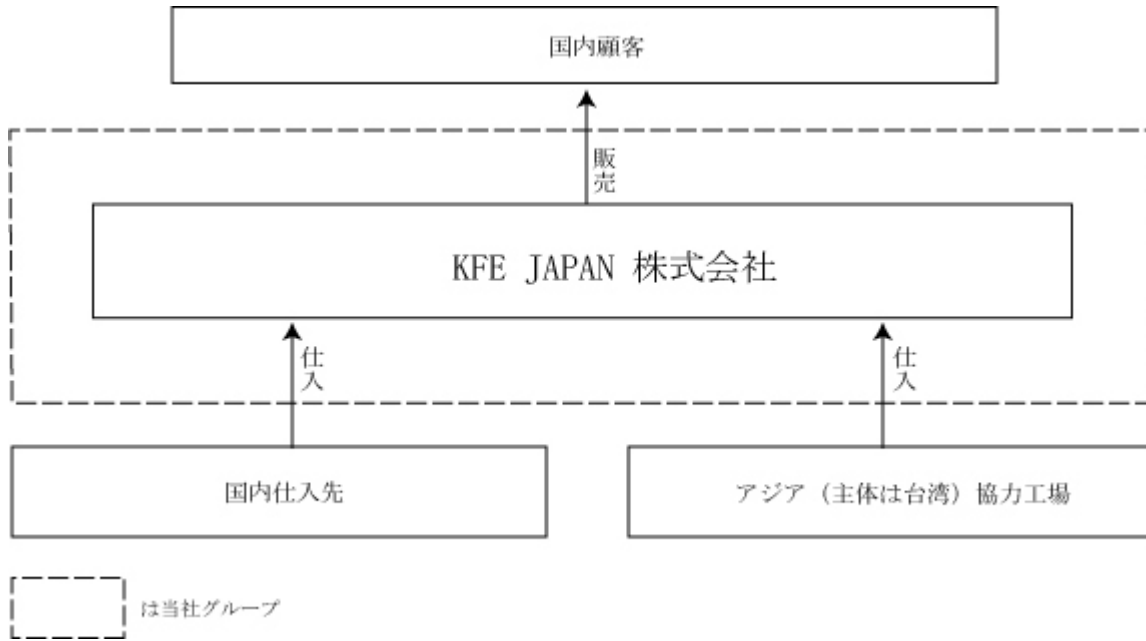 国内顧客
販売
KFE JAPAN 株式会社
仕入
仕入
国内仕入先
アジア（主体は台湾）協力工場
は当社グループ